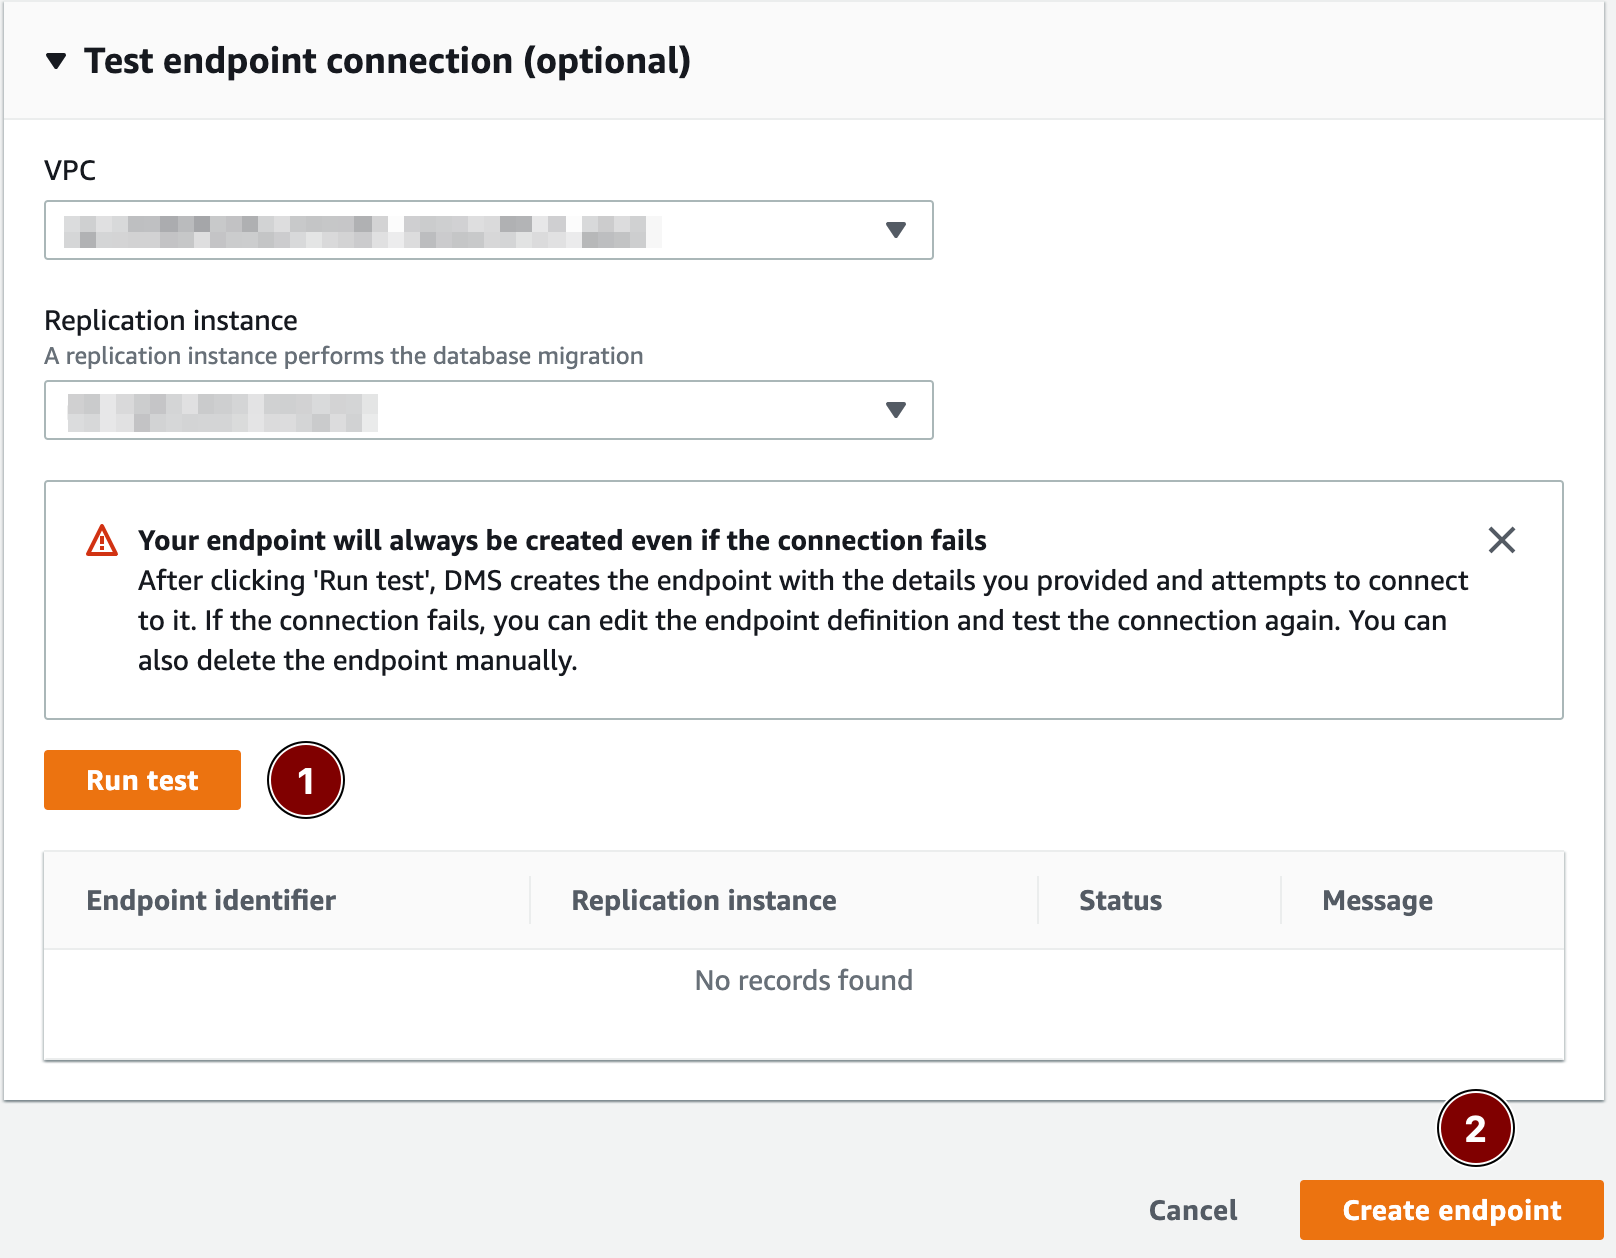 Test endpoint connection (optional)
VPC
Replication instance
A replication instance performs the database migration
Your endpoint will always be created even if the connection fails
After clicking 'Run test', DMS creates the endpoint with the details you provided and attempts to connect
to it. If the connection fails, you can edit the endpoint definition and test the connection again. You can
also delete the endpoint manually.
Run test
1
Endpoint identifier Replication instance Status Message
No records found
2
Cancel Create endpoint